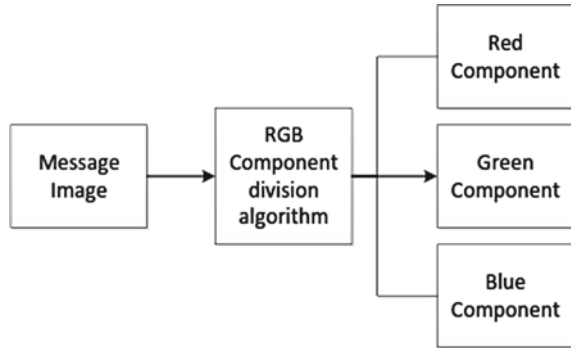 Message
Image
RGB
Component
division
algorithm
Red
Component
Green
Component
Blue
Component